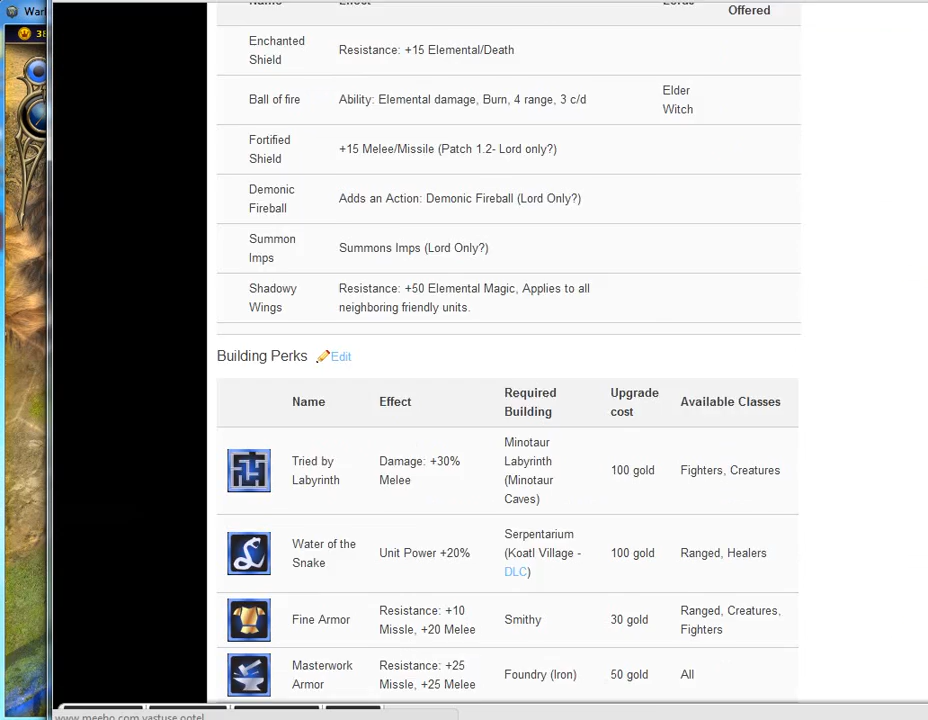 Warl
38
Name Effect Lords Offered
Enchanted Shield Resistance: +15 Elemental/Death
Ball of fire Ability: Elemental damage, Burn, 4 range, 3 c/d Elder Witch
Fortified Shield +15 Melee/Missile (Patch 1.2- Lord only?)
Demonic Fireball Adds an Action: Demonic Fireball (Lord Only?)
Summon Imps Summons Imps (Lord Only?)
Shadowy Wings Resistance: +50 Elemental Magic, Applies to all neighboring friendly units.
Building Perks Edit
Name Effect Required Building Upgrade cost Available Classes
Tried by Labyrinth Damage: +30% Melee Minotaur Labyrinth (Minotaur Caves) 100 gold Fighters, Creatures
Water of the Snake Unit Power +20% Serpentarium (Koatl Village - DLC) 100 gold Ranged, Healers
Fine Armor Resistance: +10 Missle, +20 Melee Smithy 30 gold Ranged, Creatures, Fighters
Masterwork Armor Resistance: +25 Missle, +25 Melee Foundry (Iron) 50 gold All